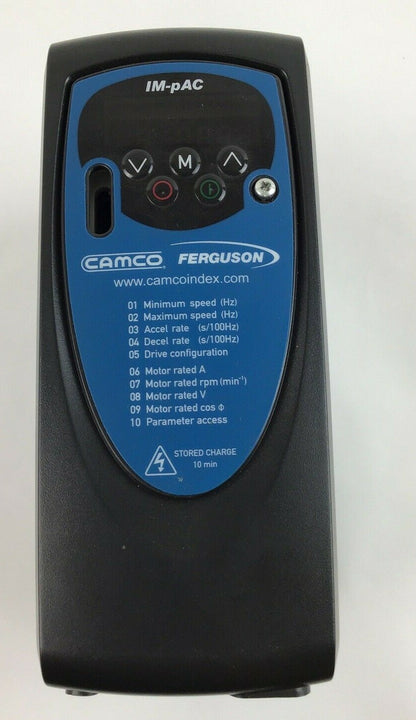 IM-pAC
M
CAMCO® FERGUSON
www.camcoindex.com
01 Minimum speed (Hz)
02 Maximum speed (Hz)
03 Accel rate (s/100Hz)
04 Decel rate (s/100Hz)
05 Drive configuration
06 Motor rated A
07 Motor rated rpm (min⁻¹)
08 Motor rated V
09 Motor rated cos Φ
10 Parameter access
STORED CHARGE
10 min